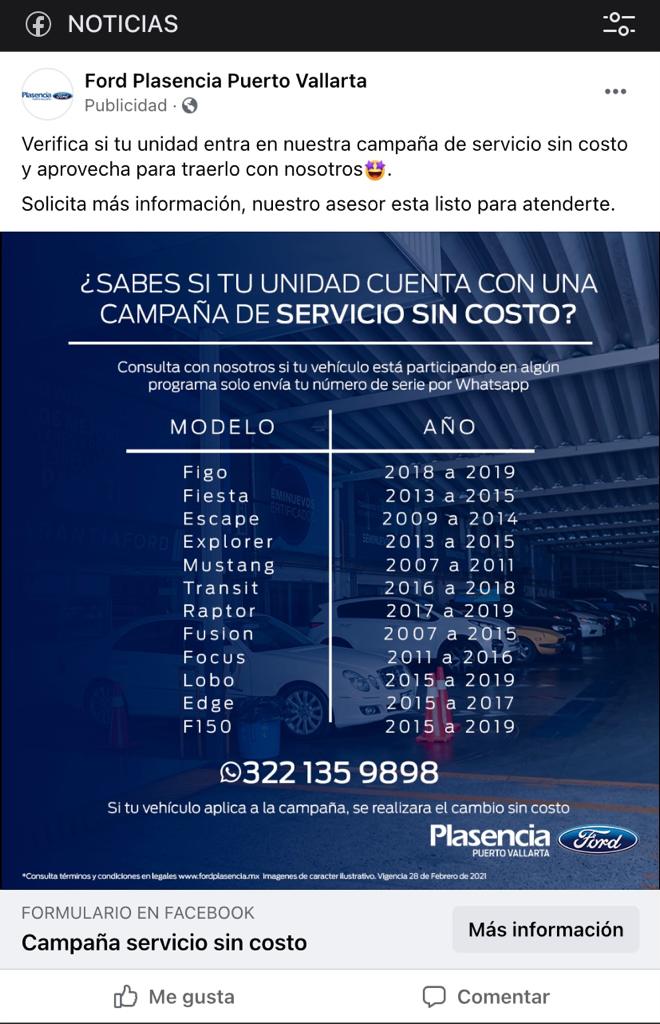 NOTICIAS
Ford Plasencia Puerto Vallarta
Publicidad ·
Verifica si tu unidad entra en nuestra campaña de servicio sin costo
y aprovecha para traerlo con nosotros🤩.
Solicita más información, nuestro asesor esta listo para atenderte.
¿SABES SI TU UNIDAD CUENTA CON UNA
CAMPAÑA DE SERVICIO SIN COSTO?
Consulta con nosotros si tu vehículo está participando en algún
programa solo envía tu número de serie por Whatsapp
MODELO AÑO
Figo 2018 a 2019
Fiesta 2013 a 2015
Escape 2009 a 2014
Explorer 2013 a 2015
Mustang 2007 a 2011
Transit 2016 a 2018
Raptor 2017 a 2019
Fusion 2007 a 2015
Focus 2011 a 2016
Lobo 2015 a 2019
Edge 2015 a 2017
F150 2015 a 2019
322 135 9898
Si tu vehículo aplica a la campaña, se realizara el cambio sin costo
Plasencia Ford
PUERTO VALLARTA
*Consulta términos y condiciones en legales www.fordplasencia.mx Imagenes de caracter ilustrativo. Vigencia 28 de Febrero de 2021
FORMULARIO EN FACEBOOK
Campaña servicio sin costo
Más información
Me gusta
Comentar